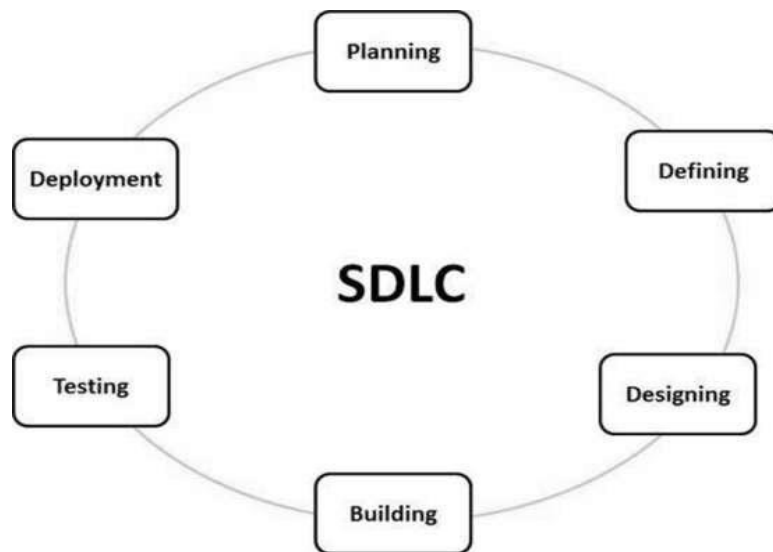 Planning
Deployment
Defining
SDLC
Testing
Designing
Building